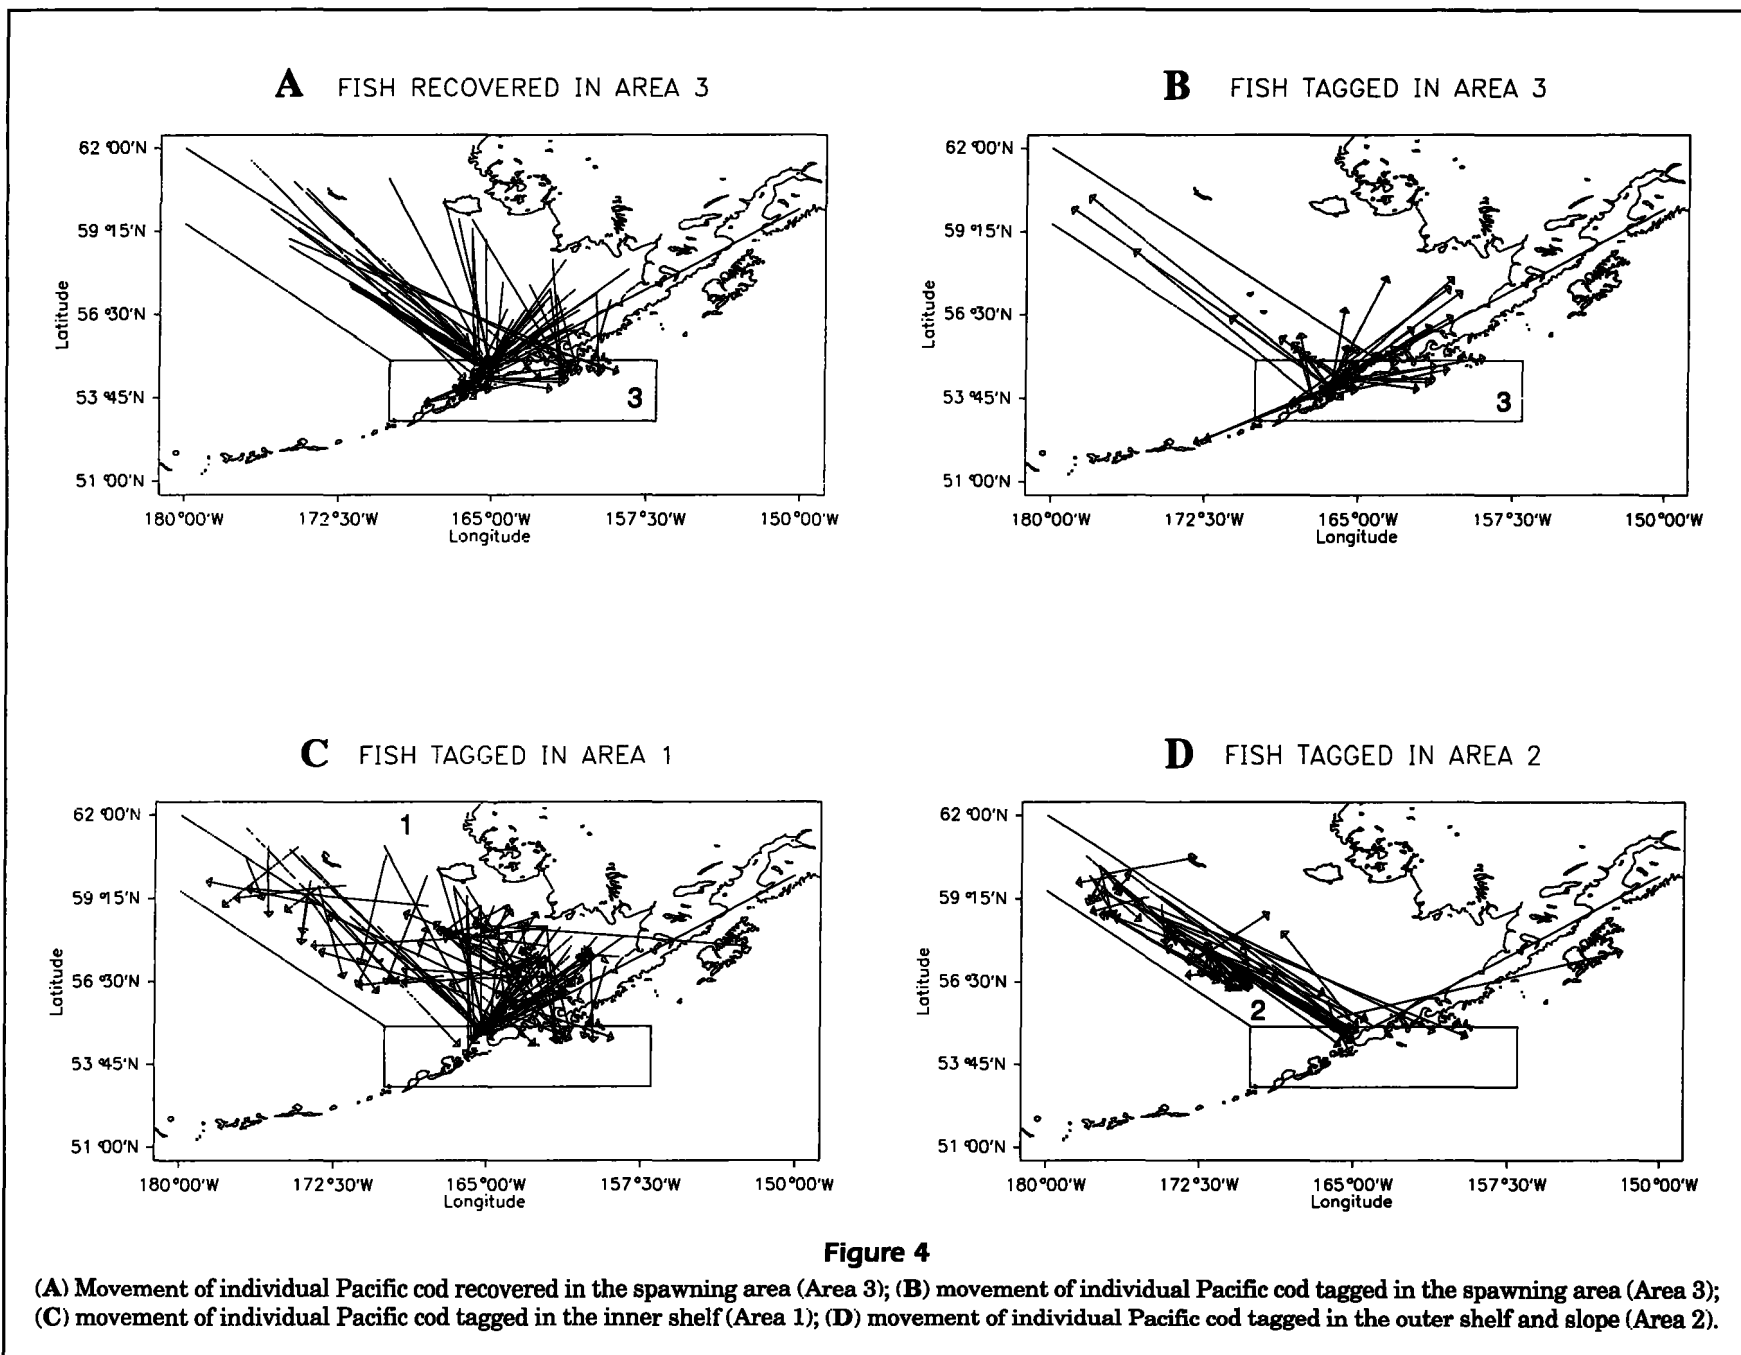 A FISH RECOVERED IN AREA 3
62°00'N
59°15'N
56°30'N
53°45'N
51°00'N
Latitude
3
180°00'W 172°30'W 165°00'W 157°30'W 150°00'W
Longitude
B FISH TAGGED IN AREA 3
62°00'N
59°15'N
56°30'N
53°45'N
51°00'N
Latitude
3
180°00'W 172°30'W 165°00'W 157°30'W 150°00'W
Longitude
C FISH TAGGED IN AREA 1
62°00'N
59°15'N
56°30'N
53°45'N
51°00'N
Latitude
1
180°00'W 172°30'W 165°00'W 157°30'W 150°00'W
Longitude
D FISH TAGGED IN AREA 2
62°00'N
59°15'N
56°30'N
53°45'N
51°00'N
Latitude
2
180°00'W 172°30'W 165°00'W 157°30'W 150°00'W
Longitude
Figure 4
(A) Movement of individual Pacific cod recovered in the spawning area (Area 3); (B) movement of individual Pacific cod tagged in the spawning area (Area 3);
(C) movement of individual Pacific cod tagged in the inner shelf (Area 1); (D) movement of individual Pacific cod tagged in the outer shelf and slope (Area 2).